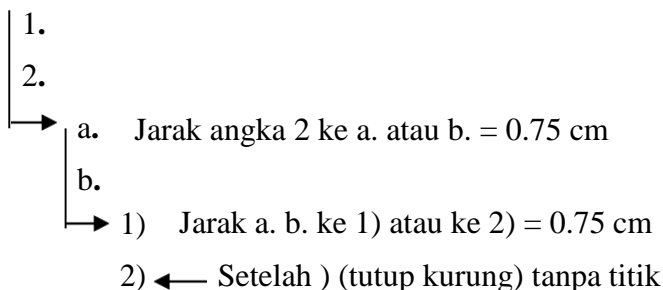 1.
2.
a. Jarak angka 2 ke a. atau b. = 0.75 cm
b.
1) Jarak a. b. ke 1) atau ke 2) = 0.75 cm
2) Setelah ) (tutup kurung) tanpa titik